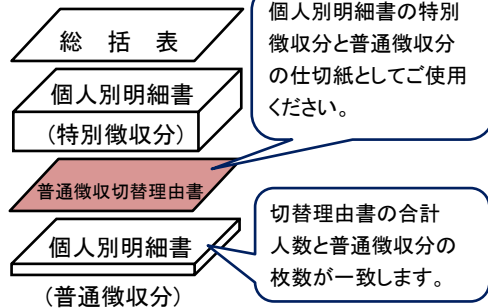 総 括 表
個人別明細書
(特別徴収分)
普通徴収切替理由書
個人別明細書
(普通徴収分)
個人別明細書の特別
徴収分と普通徴収分
の仕切紙としてご使用
ください。
切替理由書の合計
人数と普通徴収分の
枚数が一致します。